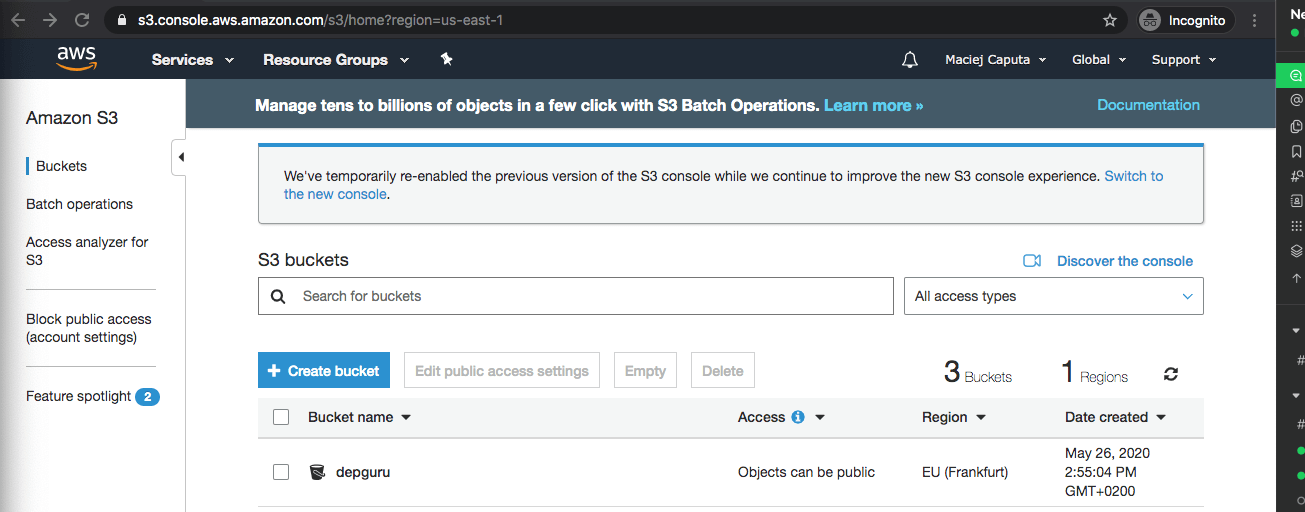 s3.console.aws.amazon.com/s3/home?region=us-east-1
Incognito
Ne
aws
Services
Resource Groups
Maciej Caputa
Global
Support
Manage tens to billions of objects in a few click with S3 Batch Operations. Learn more »
Documentation
Amazon S3
Buckets
Batch operations
Access analyzer for
S3
Block public access
(account settings)
Feature spotlight 2
We've temporarily re-enabled the previous version of the S3 console while we continue to improve the new S3 console experience. Switch to
the new console.
S3 buckets
Discover the console
Search for buckets
All access types
+ Create bucket
Edit public access settings
Empty
Delete
3 Buckets
1 Regions
Bucket name
Access
Region
Date created
depguru
Objects can be public
EU (Frankfurt)
May 26, 2020
2:55:04 PM
GMT+0200